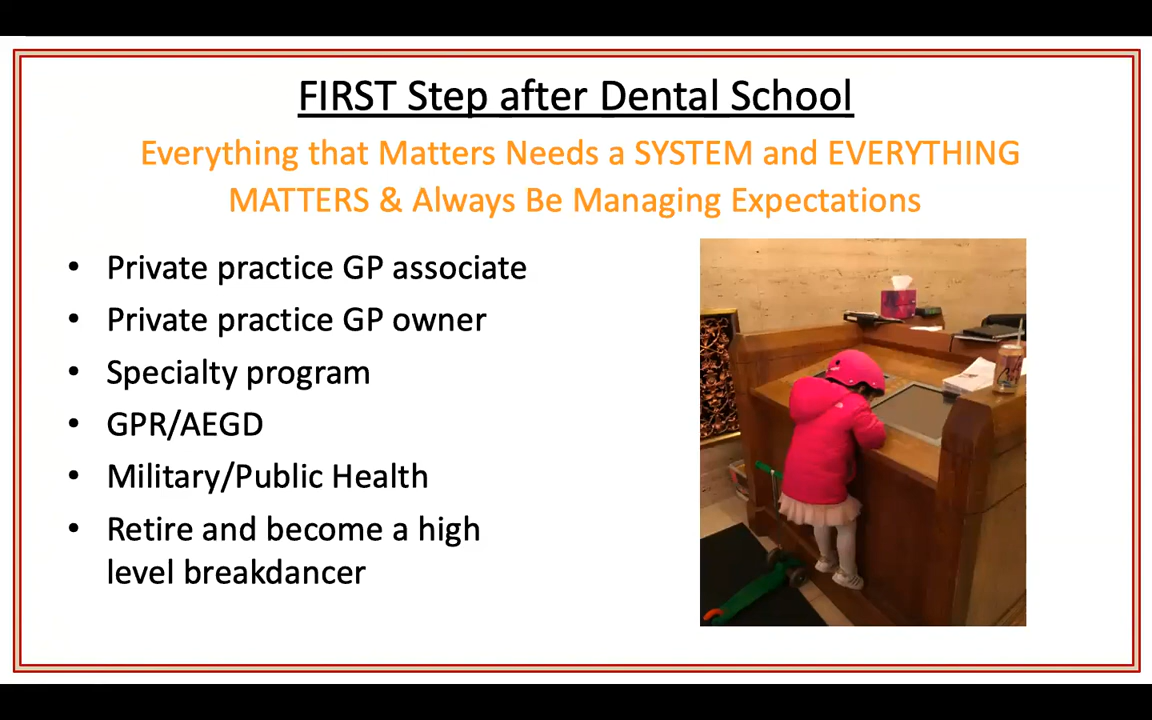 FIRST Step after Dental School
Everything that Matters Needs a SYSTEM and EVERYTHING
MATTERS & Always Be Managing Expectations
• Private practice GP associate
• Private practice GP owner
• Specialty program
• GPR/AEGD
• Military/Public Health
• Retire and become a high
level breakdancer